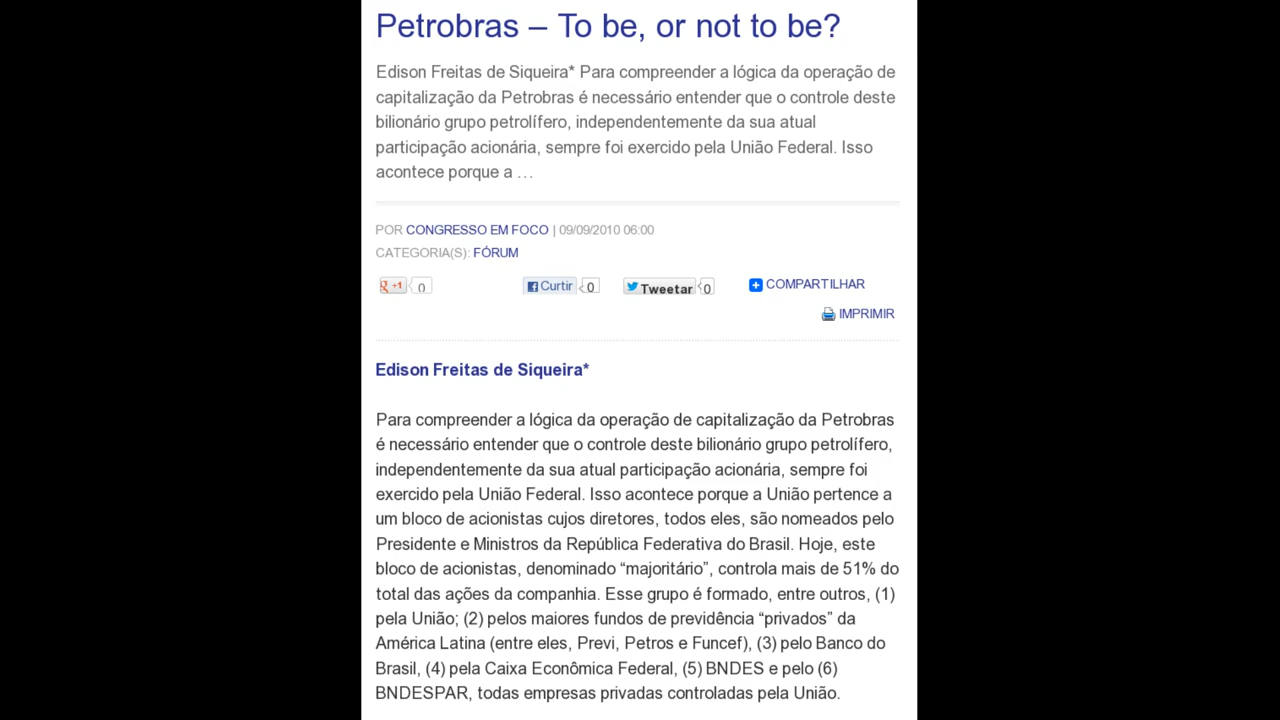 Petrobras – To be, or not to be?
Edison Freitas de Siqueira* Para compreender a lógica da operação de
capitalização da Petrobras é necessário entender que o controle deste
bilionário grupo petrolífero, independentemente da sua atual
participação acionária, sempre foi exercido pela União Federal. Isso
acontece porque a …
POR CONGRESSO EM FOCO | 09/09/2010 06:00
CATEGORIA(S): FÓRUM
g +1 0 Curtir 0 Tweetar 0 COMPARTILHAR
IMPRIMIR
Edison Freitas de Siqueira*
Para compreender a lógica da operação de capitalização da Petrobras
é necessário entender que o controle deste bilionário grupo petrolífero,
independentemente da sua atual participação acionária, sempre foi
exercido pela União Federal. Isso acontece porque a União pertence a
um bloco de acionistas cujos diretores, todos eles, são nomeados pelo
Presidente e Ministros da República Federativa do Brasil. Hoje, este
bloco de acionistas, denominado “majoritário”, controla mais de 51% do
total das ações da companhia. Esse grupo é formado, entre outros, (1)
pela União; (2) pelos maiores fundos de previdência “privados” da
América Latina (entre eles, Previ, Petros e Funcef), (3) pelo Banco do
Brasil, (4) pela Caixa Econômica Federal, (5) BNDES e pelo (6)
BNDESPAR, todas empresas privadas controladas pela União.